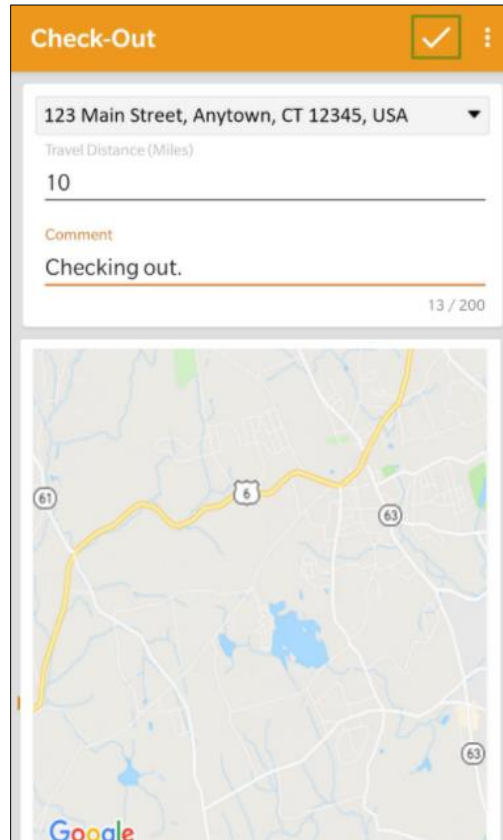 Check-Out
123 Main Street, Anytown, CT 12345, USA
Travel Distance (Miles)
10
Comment
Checking out.
13 / 200
61
6
63
63
Google